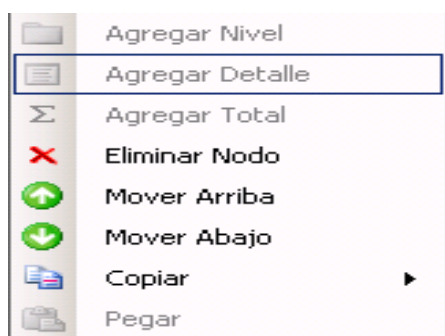 Agregar Nivel
Agregar Detalle
Agregar Total
Eliminar Nodo
Mover Arriba
Mover Abajo
Copiar
Pegar